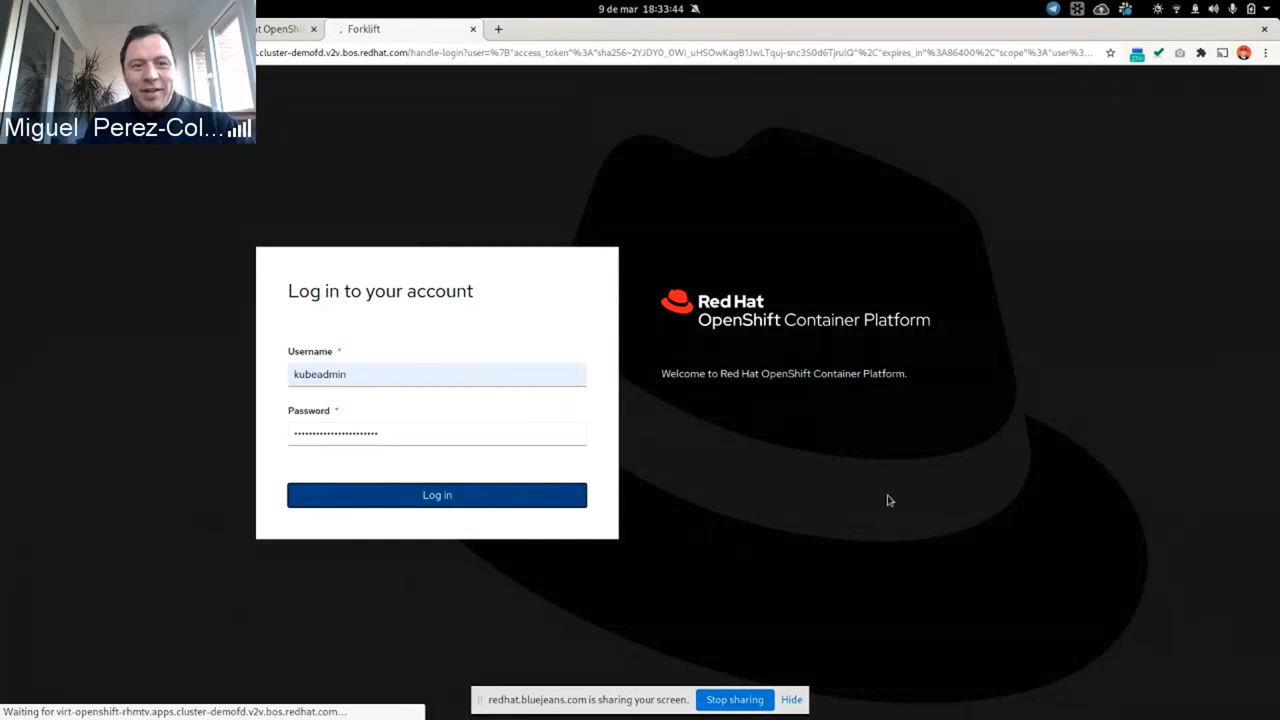 9 de mar 18:33:44
Forklift
Miguel Perez-Col...
Log in to your account
Username *
kubeadmin
Password *
•••••••••••••••••••••••
Log in
Red Hat
OpenShift Container Platform
Welcome to Red Hat OpenShift Container Platform.
redhat.bluejeans.com is sharing your screen. Stop sharing Hide
Waiting for virt-openshift-rhmtv.apps.cluster-demofd.v2v.bos.redhat.com...